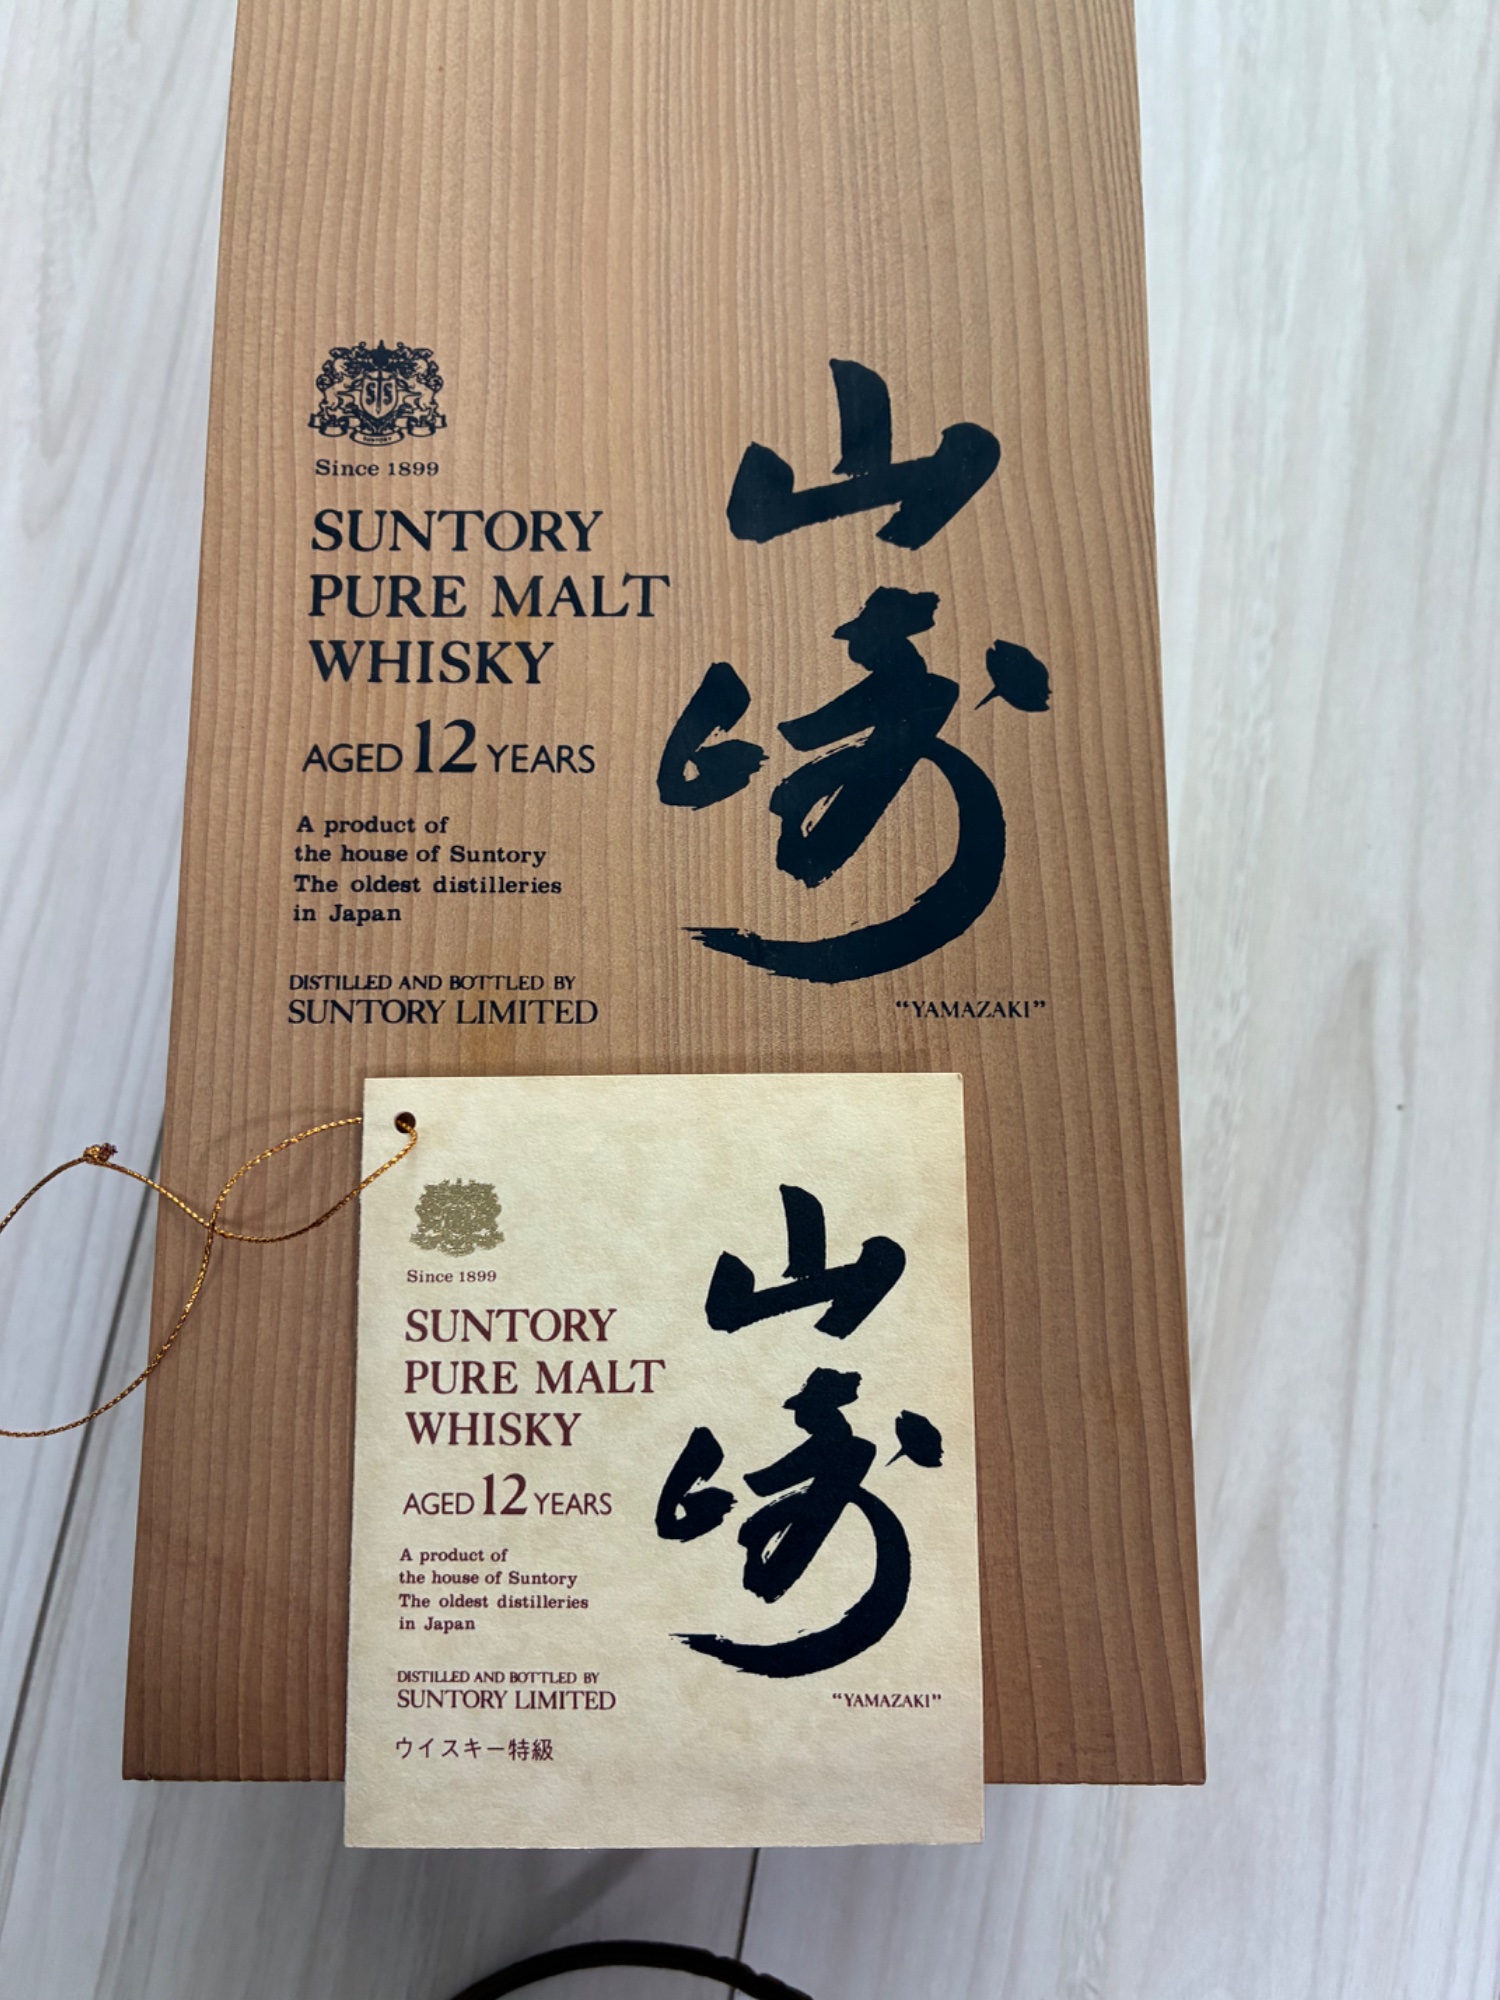 Since 1899
SUNTORY
PURE MALT
WHISKY
AGED 12 YEARS
A product of
the house of Suntory
The oldest distilleries
in Japan
DISTILLED AND BOTTLED BY
SUNTORY LIMITED
山
崎
“YAMAZAKI”
Since 1899
SUNTORY
PURE MALT
WHISKY
AGED 12 YEARS
A product of
the house of Suntory
The oldest distilleries
in Japan
DISTILLED AND BOTTLED BY
SUNTORY LIMITED
ウイスキー特級
山
崎
“YAMAZAKI”